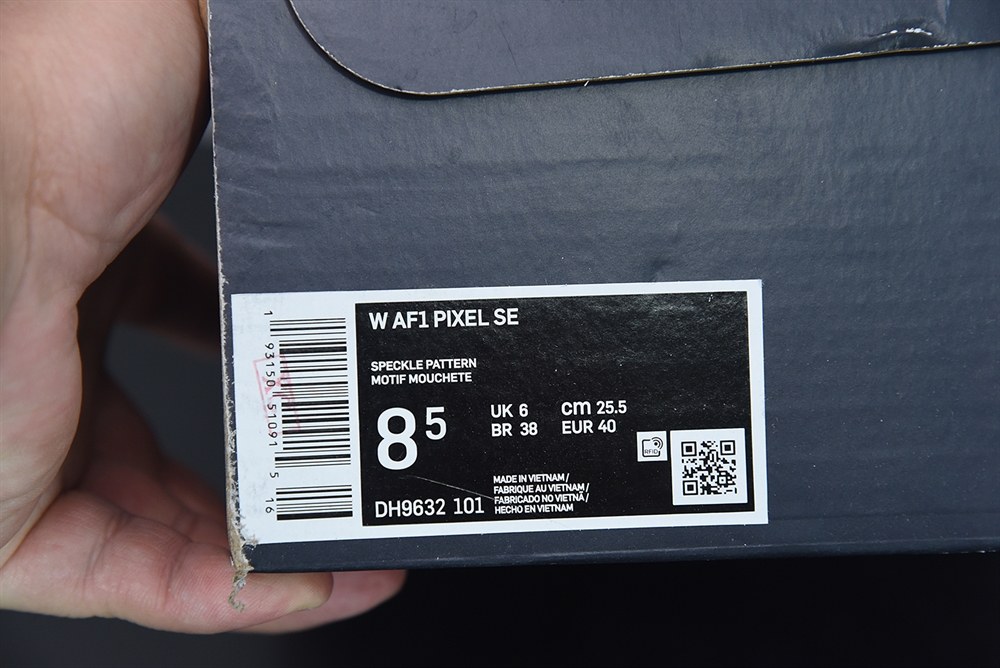 W AF1 PIXEL SE
SPECKLE PATTERN
MOTIF MOUCHETE
8 5
UK 6 cm 25.5
BR 38 EUR 40
RFID
MADE IN VIETNAM /
FABRIQUE AU VIETNAM /
FABRICADO NO VIETNÃ /
HECHO EN VIETNAM
DH9632 101
1 93150 51091 5 16